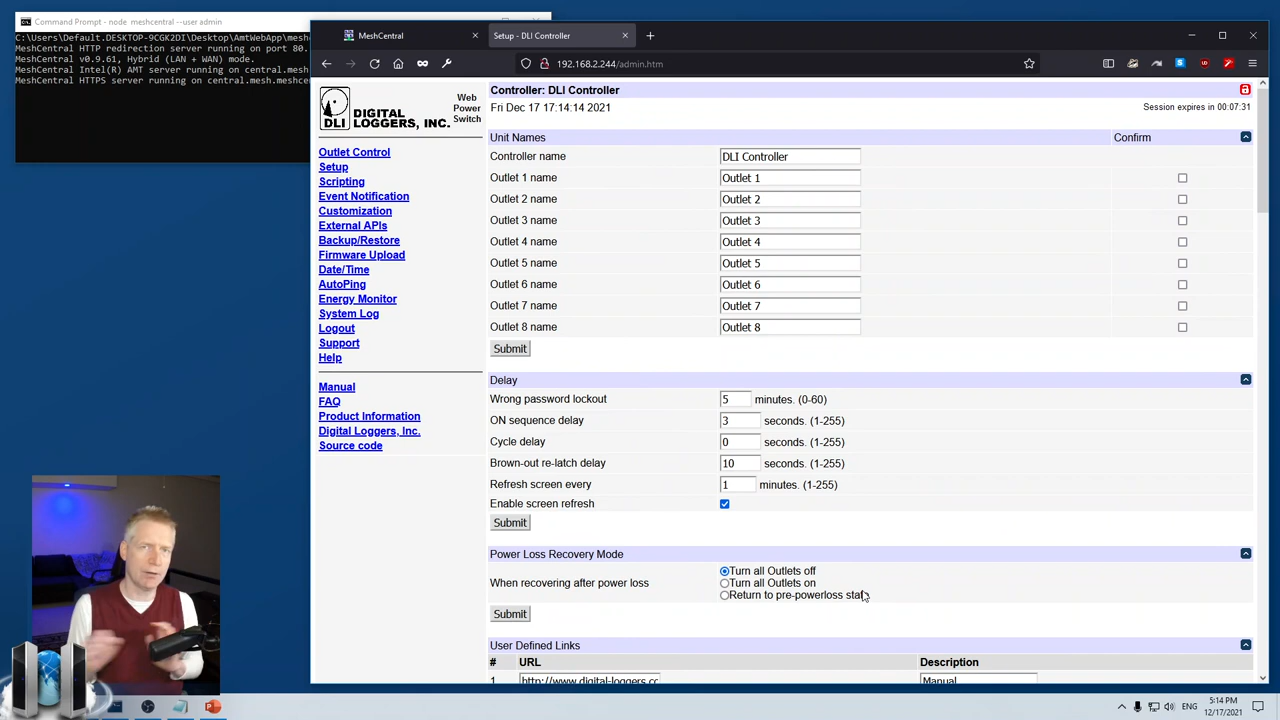 Command Prompt - node meshcentral --user admin
C:\Users\Default.DESKTOP-9CGK2DI\Desktop\AmtWebApp\mesh
MeshCentral HTTP redirection server running on port 80.
MeshCentral v0.9.61, Hybrid (LAN + WAN) mode.
MeshCentral Intel(R) AMT server running on central.mesh
MeshCentral HTTPS server running on central.mesh.meshce
MeshCentral
Setup - DLI Controller
192.168.2.244/admin.htm
DLI
DIGITAL
LOGGERS, INC.
Web
Power
Switch
Outlet Control
Setup
Scripting
Event Notification
Customization
External APIs
Backup/Restore
Firmware Upload
Date/Time
AutoPing
Energy Monitor
System Log
Logout
Support
Help
Manual
FAQ
Product Information
Digital Loggers, Inc.
Source code
Controller: DLI Controller
Fri Dec 17 17:14:14 2021
Session expires in 00:07:31
Unit Names Confirm
Controller name DLI Controller
Outlet 1 name Outlet 1
Outlet 2 name Outlet 2
Outlet 3 name Outlet 3
Outlet 4 name Outlet 4
Outlet 5 name Outlet 5
Outlet 6 name Outlet 6
Outlet 7 name Outlet 7
Outlet 8 name Outlet 8
Submit
Delay
Wrong password lockout 5 minutes. (0-60)
ON sequence delay 3 seconds. (1-255)
Cycle delay 0 seconds. (1-255)
Brown-out re-latch delay 10 seconds. (1-255)
Refresh screen every 1 minutes. (1-255)
Enable screen refresh
Submit
Power Loss Recovery Mode
Turn all Outlets off
When recovering after power loss Turn all Outlets on
Return to pre-powerloss state
Submit
User Defined Links
# URL Description
1 http://www.digital-loggers.cc Manual
ENG
5:14 PM
12/17/2021